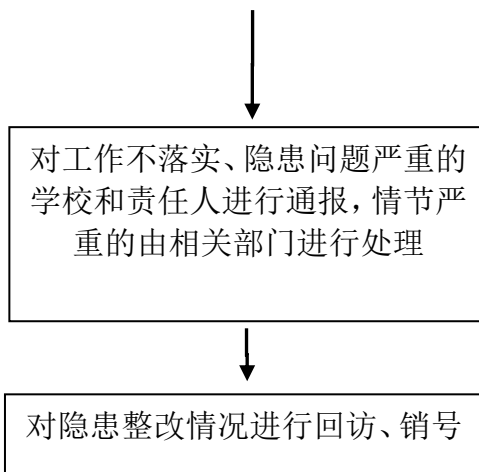 对工作不落实、隐患问题严重的
学校和责任人进行通报，情节严
重的由相关部门进行处理
对隐患整改情况进行回访、销号